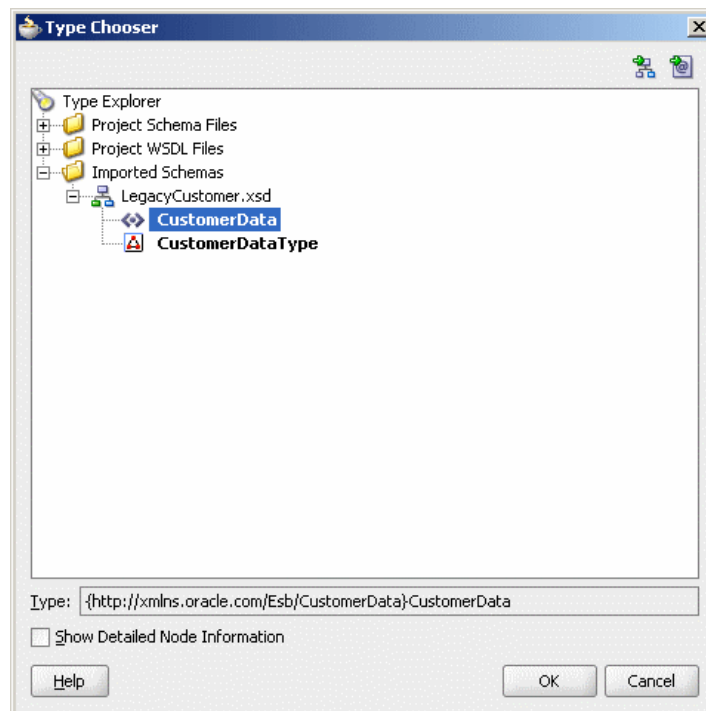 Type Chooser
Type Explorer
Project Schema Files
Project WSDL Files
Imported Schemas
LegacyCustomer.xsd
CustomerData
CustomerDataType
Type: {http://xmlns.oracle.com/Esb/CustomerData}CustomerData
Show Detailed Node Information
Help OK Cancel